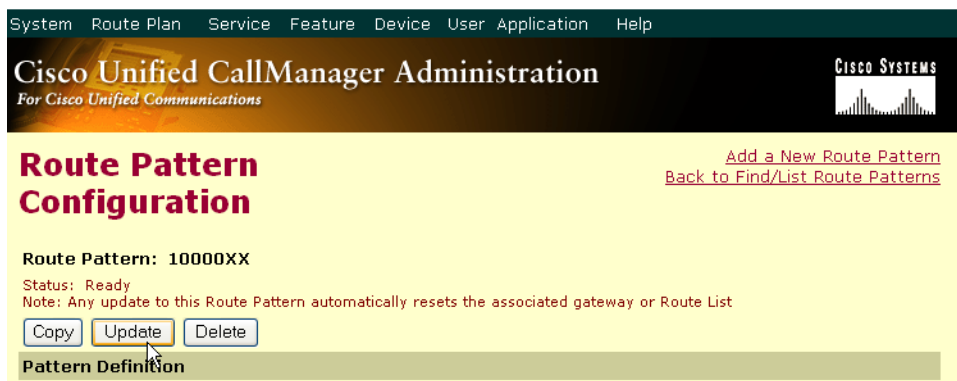 System Route Plan Service Feature Device User Application Help
Cisco Unified CallManager Administration
For Cisco Unified Communications
CISCO SYSTEMS
Route Pattern
Configuration
Add a New Route Pattern
Back to Find/List Route Patterns
Route Pattern: 10000XX
Status: Ready
Note: Any update to this Route Pattern automatically resets the associated gateway or Route List
Copy Update Delete
Pattern Definition